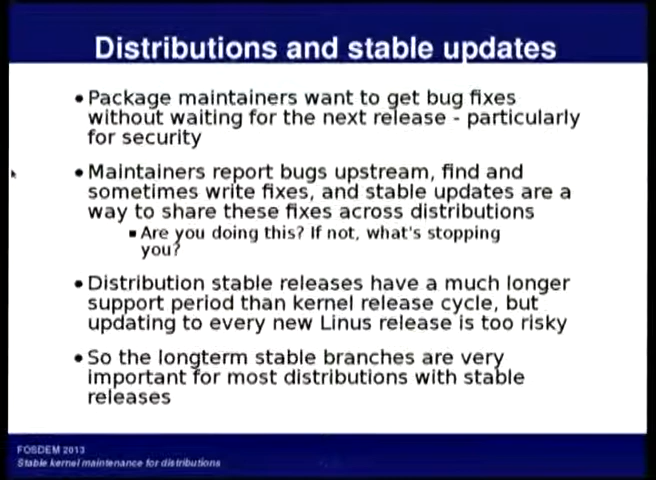 Distributions and stable updates
Package maintainers want to get bug fixes
without waiting for the next release - particularly
for security
Maintainers report bugs upstream, find and
sometimes write fixes, and stable updates are a
way to share these fixes across distributions
Are you doing this? If not, what's stopping
you?
Distribution stable releases have a much longer
support period than kernel release cycle, but
updating to every new Linus release is too risky
So the longterm stable branches are very
important for most distributions with stable
releases
FOSDEM 2013
Stable kernel maintenance for distributions